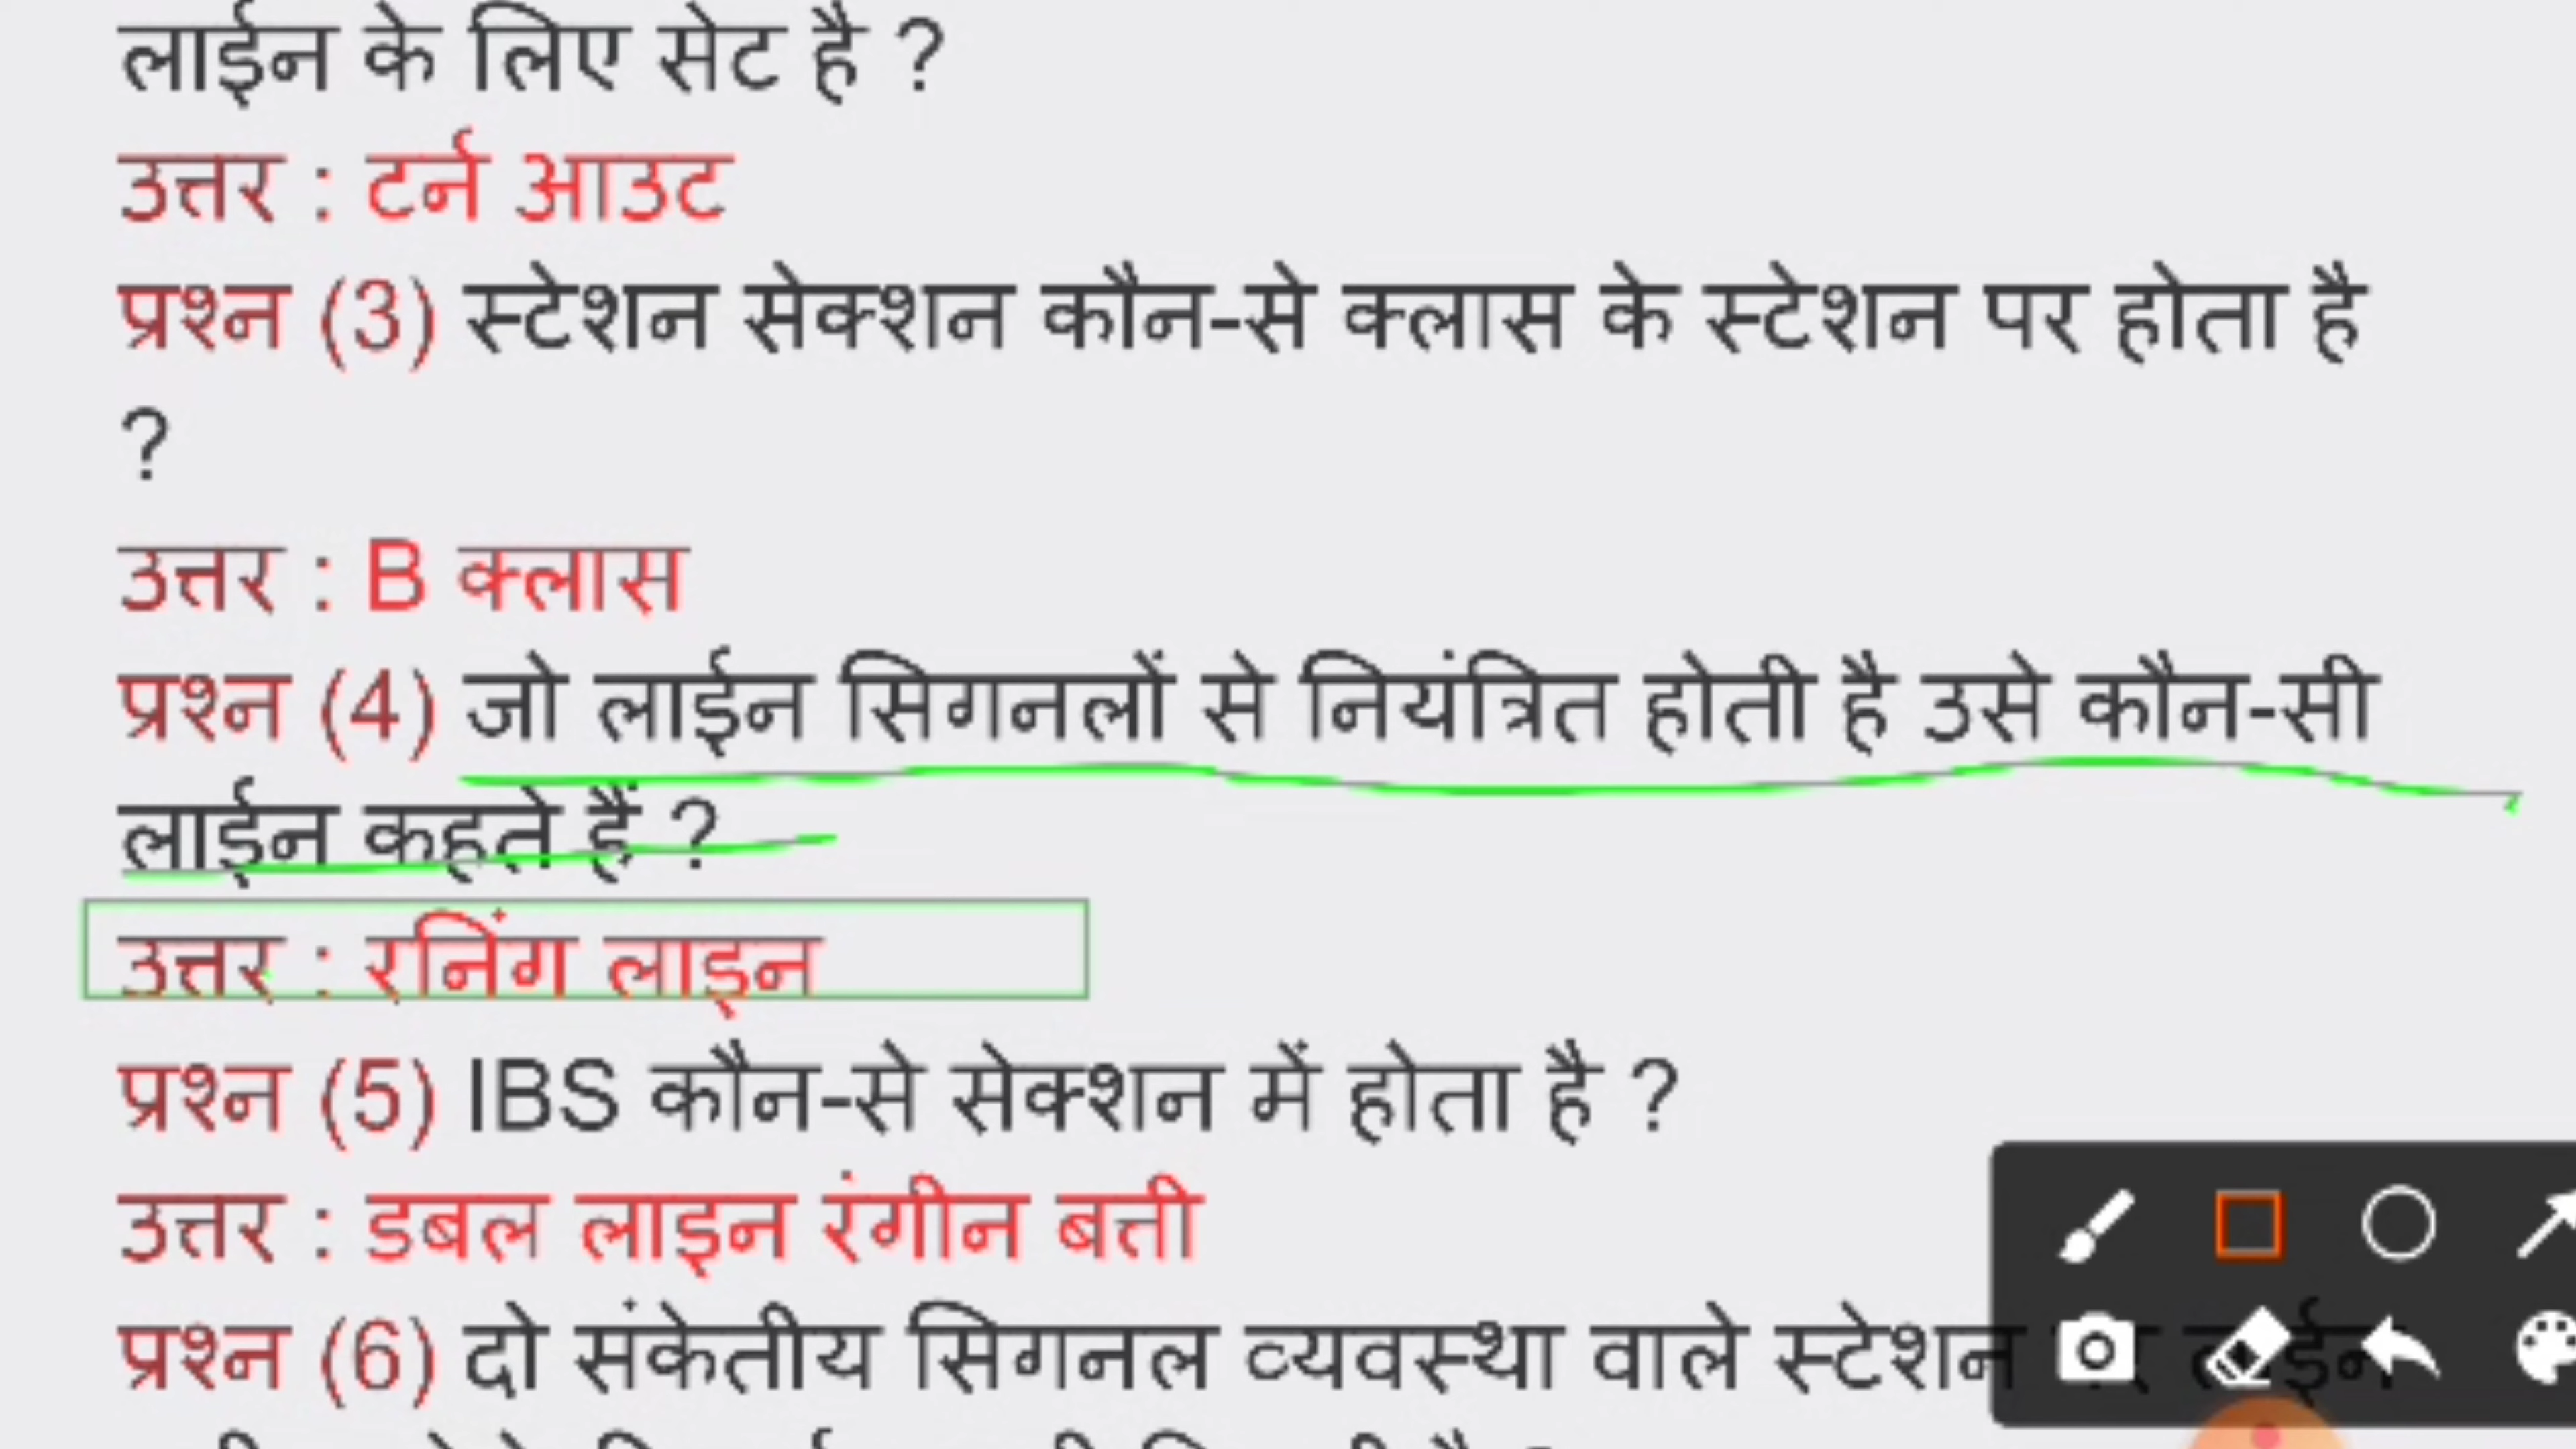 लाईन के लिए सेट है ?
उत्तर : टर्न आउट
प्रश्न (3) स्टेशन सेक्शन कौन-से क्लास के स्टेशन पर होता है
?
उत्तर : B क्लास
प्रश्न (4) जो लाईन सिगनलों से नियंत्रित होती है उसे कौन-सी
लाईन कहते हैं ?
उत्तर : रनिंग लाइन
प्रश्न (5) IBS कौन-से सेक्शन में होता है ?
उत्तर : डबल लाइन रंगीन बत्ती
प्रश्न (6) दो संकेतीय सिगनल व्यवस्था वाले स्टेशन पर लाईन